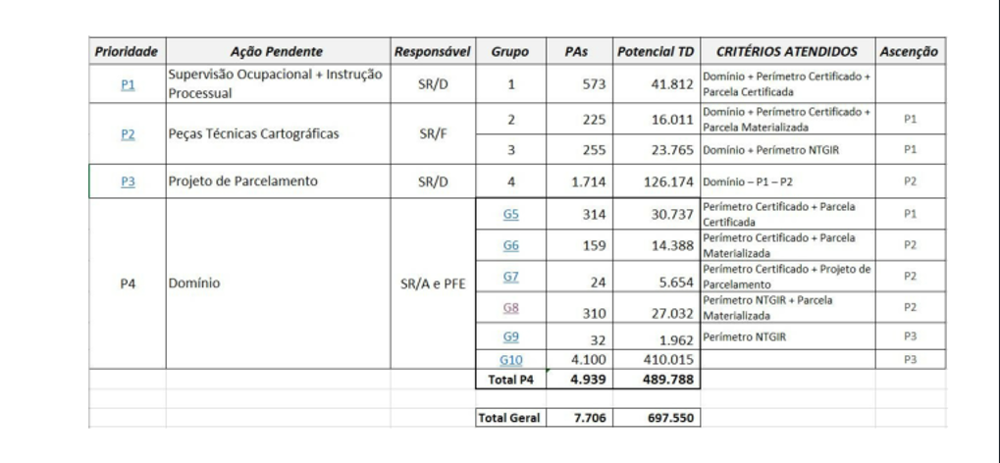 Prioridade Ação Pendente Responsável Grupo PAs Potencial TD CRITÉRIOS ATENDIDOS Ascenção
P1 Supervisão Ocupacional + Instrução Processual SR/D 1 573 41.812 Domínio + Perímetro Certificado + Parcela Certificada
P2 Peças Técnicas Cartográficas SR/F 2 225 16.011 Domínio + Perímetro Certificado + Parcela Materializada P1
3 255 23.765 Domínio + Perímetro NTGIR P1
P3 Projeto de Parcelamento SR/D 4 1.714 126.174 Domínio – P1 – P2 P2
P4 Domínio SR/A e PFE G5 314 30.737 Perímetro Certificado + Parcela Certificada P1
G6 159 14.388 Perímetro Certificado + Parcela Materializada P2
G7 24 5.654 Perímetro Certificado + Projeto de Parcelamento P2
G8 310 27.032 Perímetro NTGIR + Parcela Materializada P2
G9 32 1.962 Perímetro NTGIR P3
G10 4.100 410.015 P3
Total P4 4.939 489.788
Total Geral 7.706 697.550